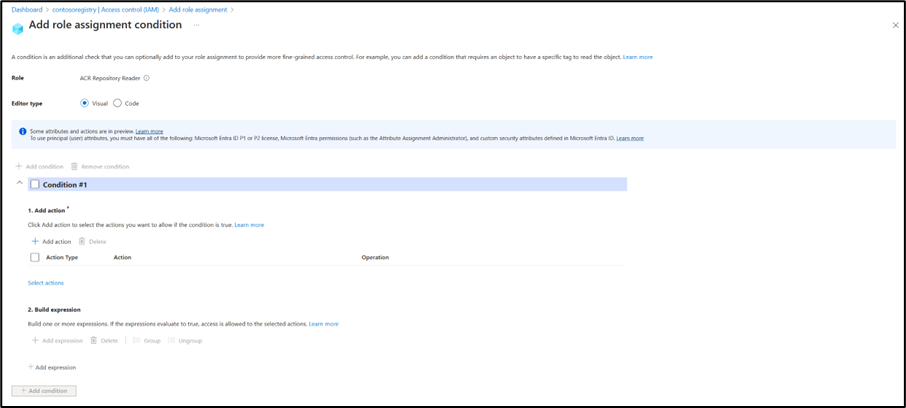 Dashboard > contosoregistry | Access control (IAM) > Add role assignment >
Add role assignment condition ...
A condition is an additional check that you can optionally add to your role assignment to provide more fine-grained access control. For example, you can add a condition that requires an object to have a specific tag to read the object. Learn more
Role ACR Repository Reader
Editor type Visual Code
Some attributes and actions are in preview. Learn more
To use principal (user) attributes, you must have all of the following: Microsoft Entra ID P1 or P2 license, Microsoft Entra permissions (such as the Attribute Assignment Administrator), and custom security attributes defined in Microsoft Entra ID. Learn more
+ Add condition Remove condition
Condition #1
1. Add action *
Click Add action to select the actions you want to allow if the condition is true. Learn more
+ Add action Delete
Action Type Action Operation
Select actions
2. Build expression
Build one or more expressions. If the expressions evaluate to true, access is allowed to the selected actions. Learn more
+ Add expression Delete Group Ungroup
+ Add expression
+ Add condition